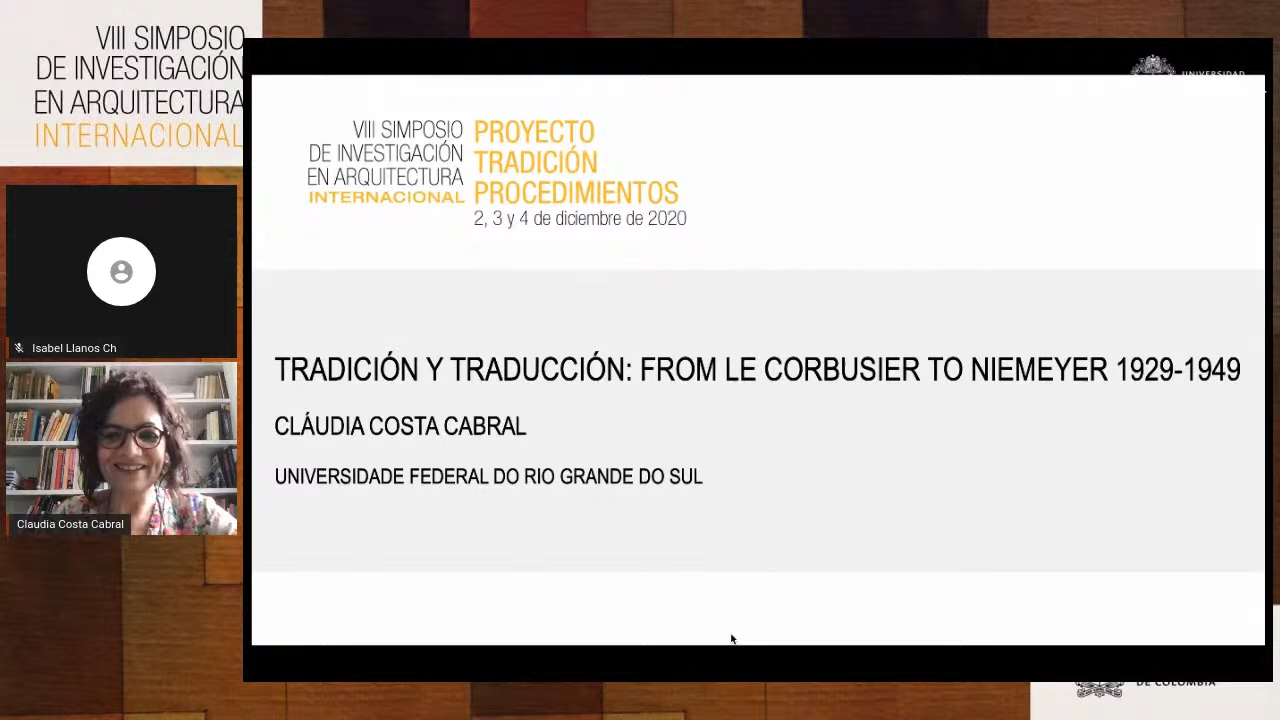 VIII SIMPOSIO
DE INVESTIGACIÓN
EN ARQUITECTURA
INTERNACIONAL
Isabel Llanos Ch
Claudia Costa Cabral
UNIVERSIDAD
VIII SIMPOSIO
DE INVESTIGACIÓN
EN ARQUITECTURA
INTERNACIONAL
PROYECTO
TRADICIÓN
PROCEDIMIENTOS
2, 3 y 4 de diciembre de 2020
TRADICIÓN Y TRADUCCIÓN: FROM LE CORBUSIER TO NIEMEYER 1929-1949
CLÁUDIA COSTA CABRAL
UNIVERSIDADE FEDERAL DO RIO GRANDE DO SUL
DE COLOMBIA